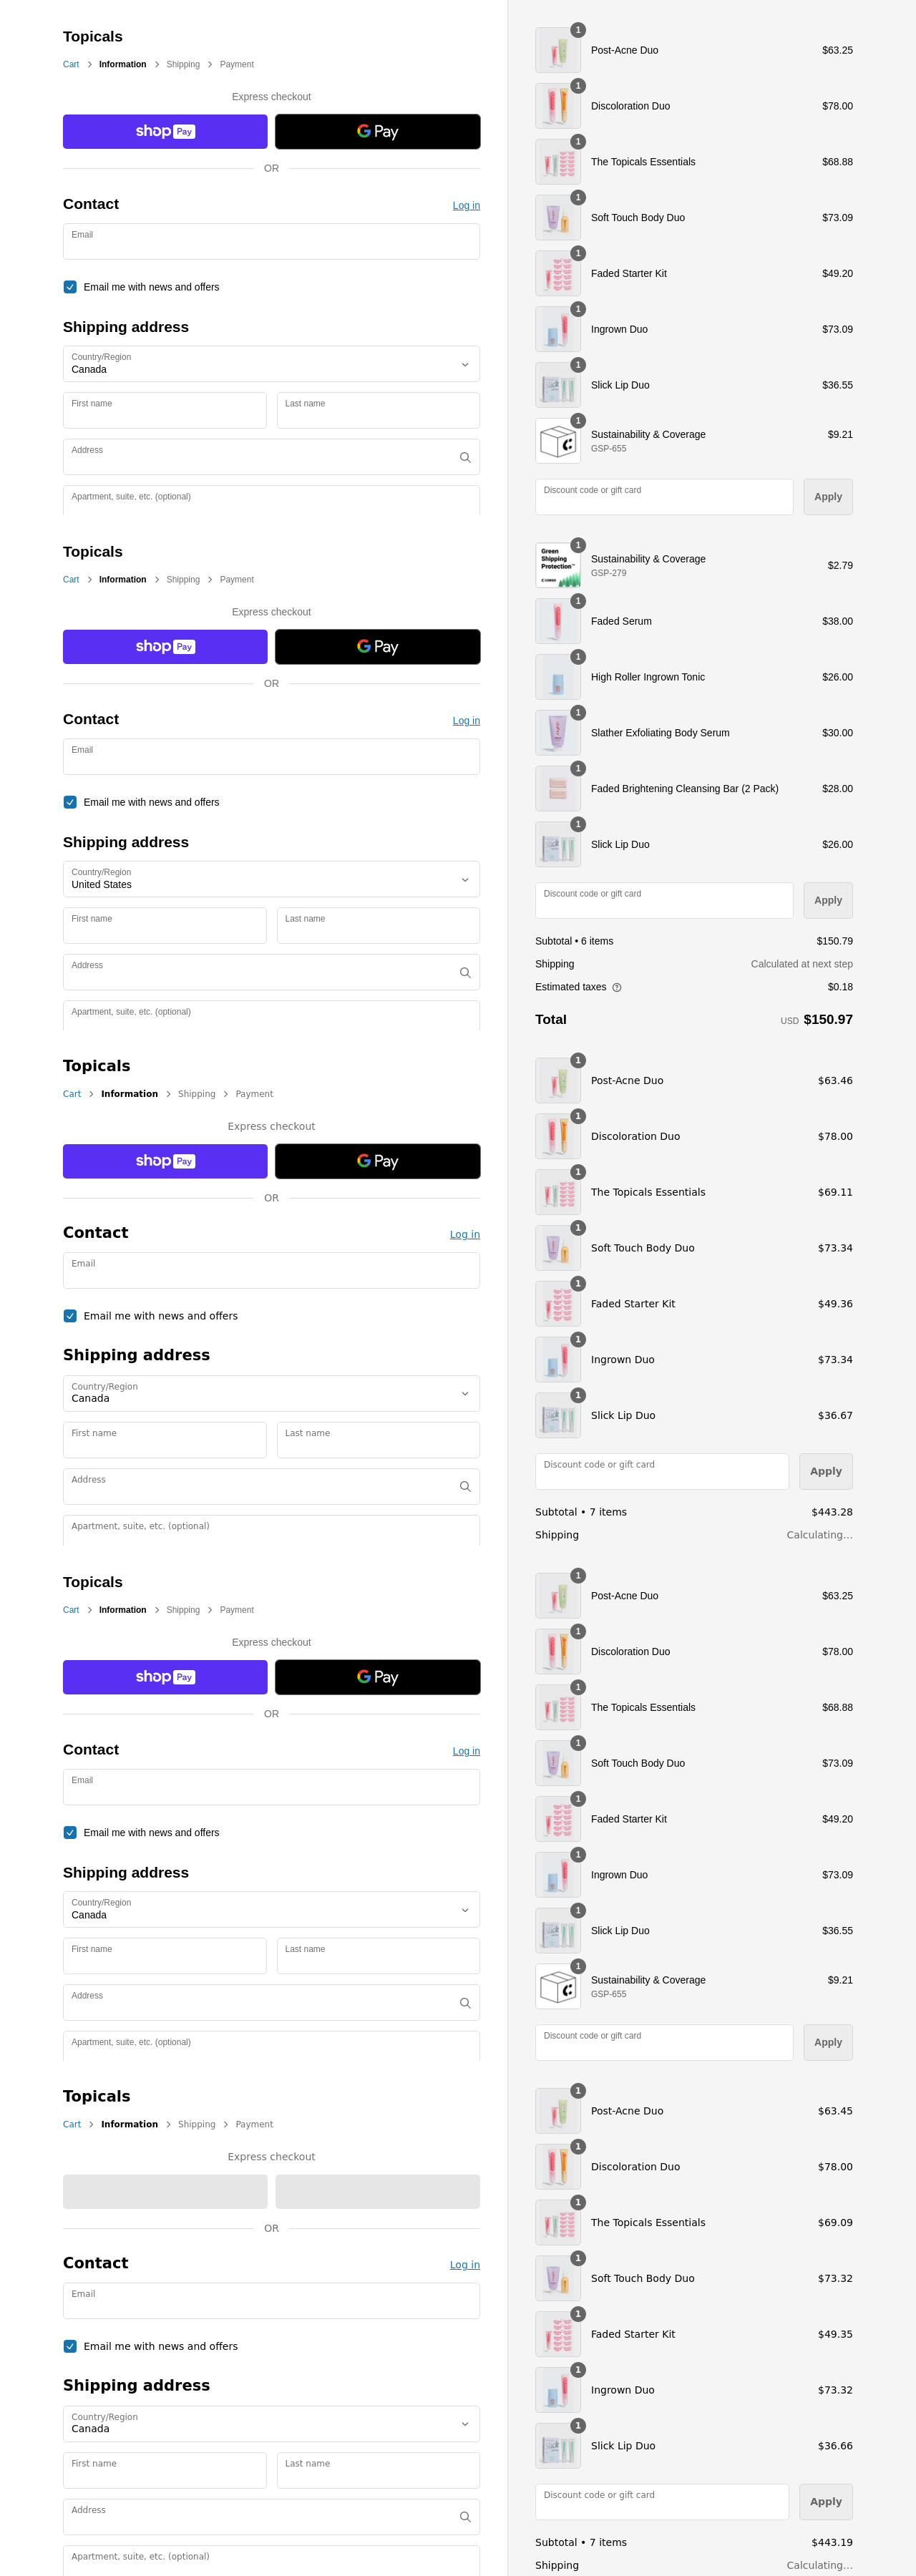 Topicals
Cart > Information > Shipping > Payment
Express checkout
shop Pay
G Pay
OR
Contact
Log in
Email
Email me with news and offers
Shipping address
Country/Region
Canada
First name
Last name
Address
Apartment, suite, etc. (optional)
1
Post-Acne Duo $63.25
1
Discoloration Duo $78.00
1
The Topicals Essentials $68.88
1
Soft Touch Body Duo $73.09
1
Faded Starter Kit $49.20
1
Ingrown Duo $73.09
1
Slick Lip Duo $36.55
1
Sustainability & Coverage $9.21
GSP-655
Discount code or gift card
Apply
Topicals
Cart > Information > Shipping > Payment
Express checkout
shop Pay
G Pay
OR
Contact
Log in
Email
Email me with news and offers
Shipping address
Country/Region
United States
First name
Last name
Address
Apartment, suite, etc. (optional)
1
Green
Shipping
Protection™
Sustainability & Coverage $2.79
GSP-279
1
Faded Serum $38.00
1
High Roller Ingrown Tonic $26.00
1
Slather Exfoliating Body Serum $30.00
1
Faded Brightening Cleansing Bar (2 Pack) $28.00
1
Slick Lip Duo $26.00
Discount code or gift card
Apply
Subtotal • 6 items $150.79
Shipping Calculated at next step
Estimated taxes $0.18
Total USD $150.97
Topicals
Cart > Information > Shipping > Payment
Express checkout
shop Pay
G Pay
OR
Contact
Log in
Email
Email me with news and offers
Shipping address
Country/Region
Canada
First name
Last name
Address
Apartment, suite, etc. (optional)
1
Post-Acne Duo $63.46
1
Discoloration Duo $78.00
1
The Topicals Essentials $69.11
1
Soft Touch Body Duo $73.34
1
Faded Starter Kit $49.36
1
Ingrown Duo $73.34
1
Slick Lip Duo $36.67
Discount code or gift card
Apply
Subtotal • 7 items $443.28
Shipping Calculating...
Topicals
Cart > Information > Shipping > Payment
Express checkout
shop Pay
G Pay
OR
Contact
Log in
Email
Email me with news and offers
Shipping address
Country/Region
Canada
First name
Last name
Address
Apartment, suite, etc. (optional)
1
Post-Acne Duo $63.25
1
Discoloration Duo $78.00
1
The Topicals Essentials $68.88
1
Soft Touch Body Duo $73.09
1
Faded Starter Kit $49.20
1
Ingrown Duo $73.09
1
Slick Lip Duo $36.55
1
Sustainability & Coverage $9.21
GSP-655
Discount code or gift card
Apply
Topicals
Cart > Information > Shipping > Payment
Express checkout
OR
Contact
Log in
Email
Email me with news and offers
Shipping address
Country/Region
Canada
First name
Last name
Address
Apartment, suite, etc. (optional)
1
Post-Acne Duo $63.45
1
Discoloration Duo $78.00
1
The Topicals Essentials $69.09
1
Soft Touch Body Duo $73.32
1
Faded Starter Kit $49.35
1
Ingrown Duo $73.32
1
Slick Lip Duo $36.66
Discount code or gift card
Apply
Subtotal • 7 items $443.19
Shipping Calculating...